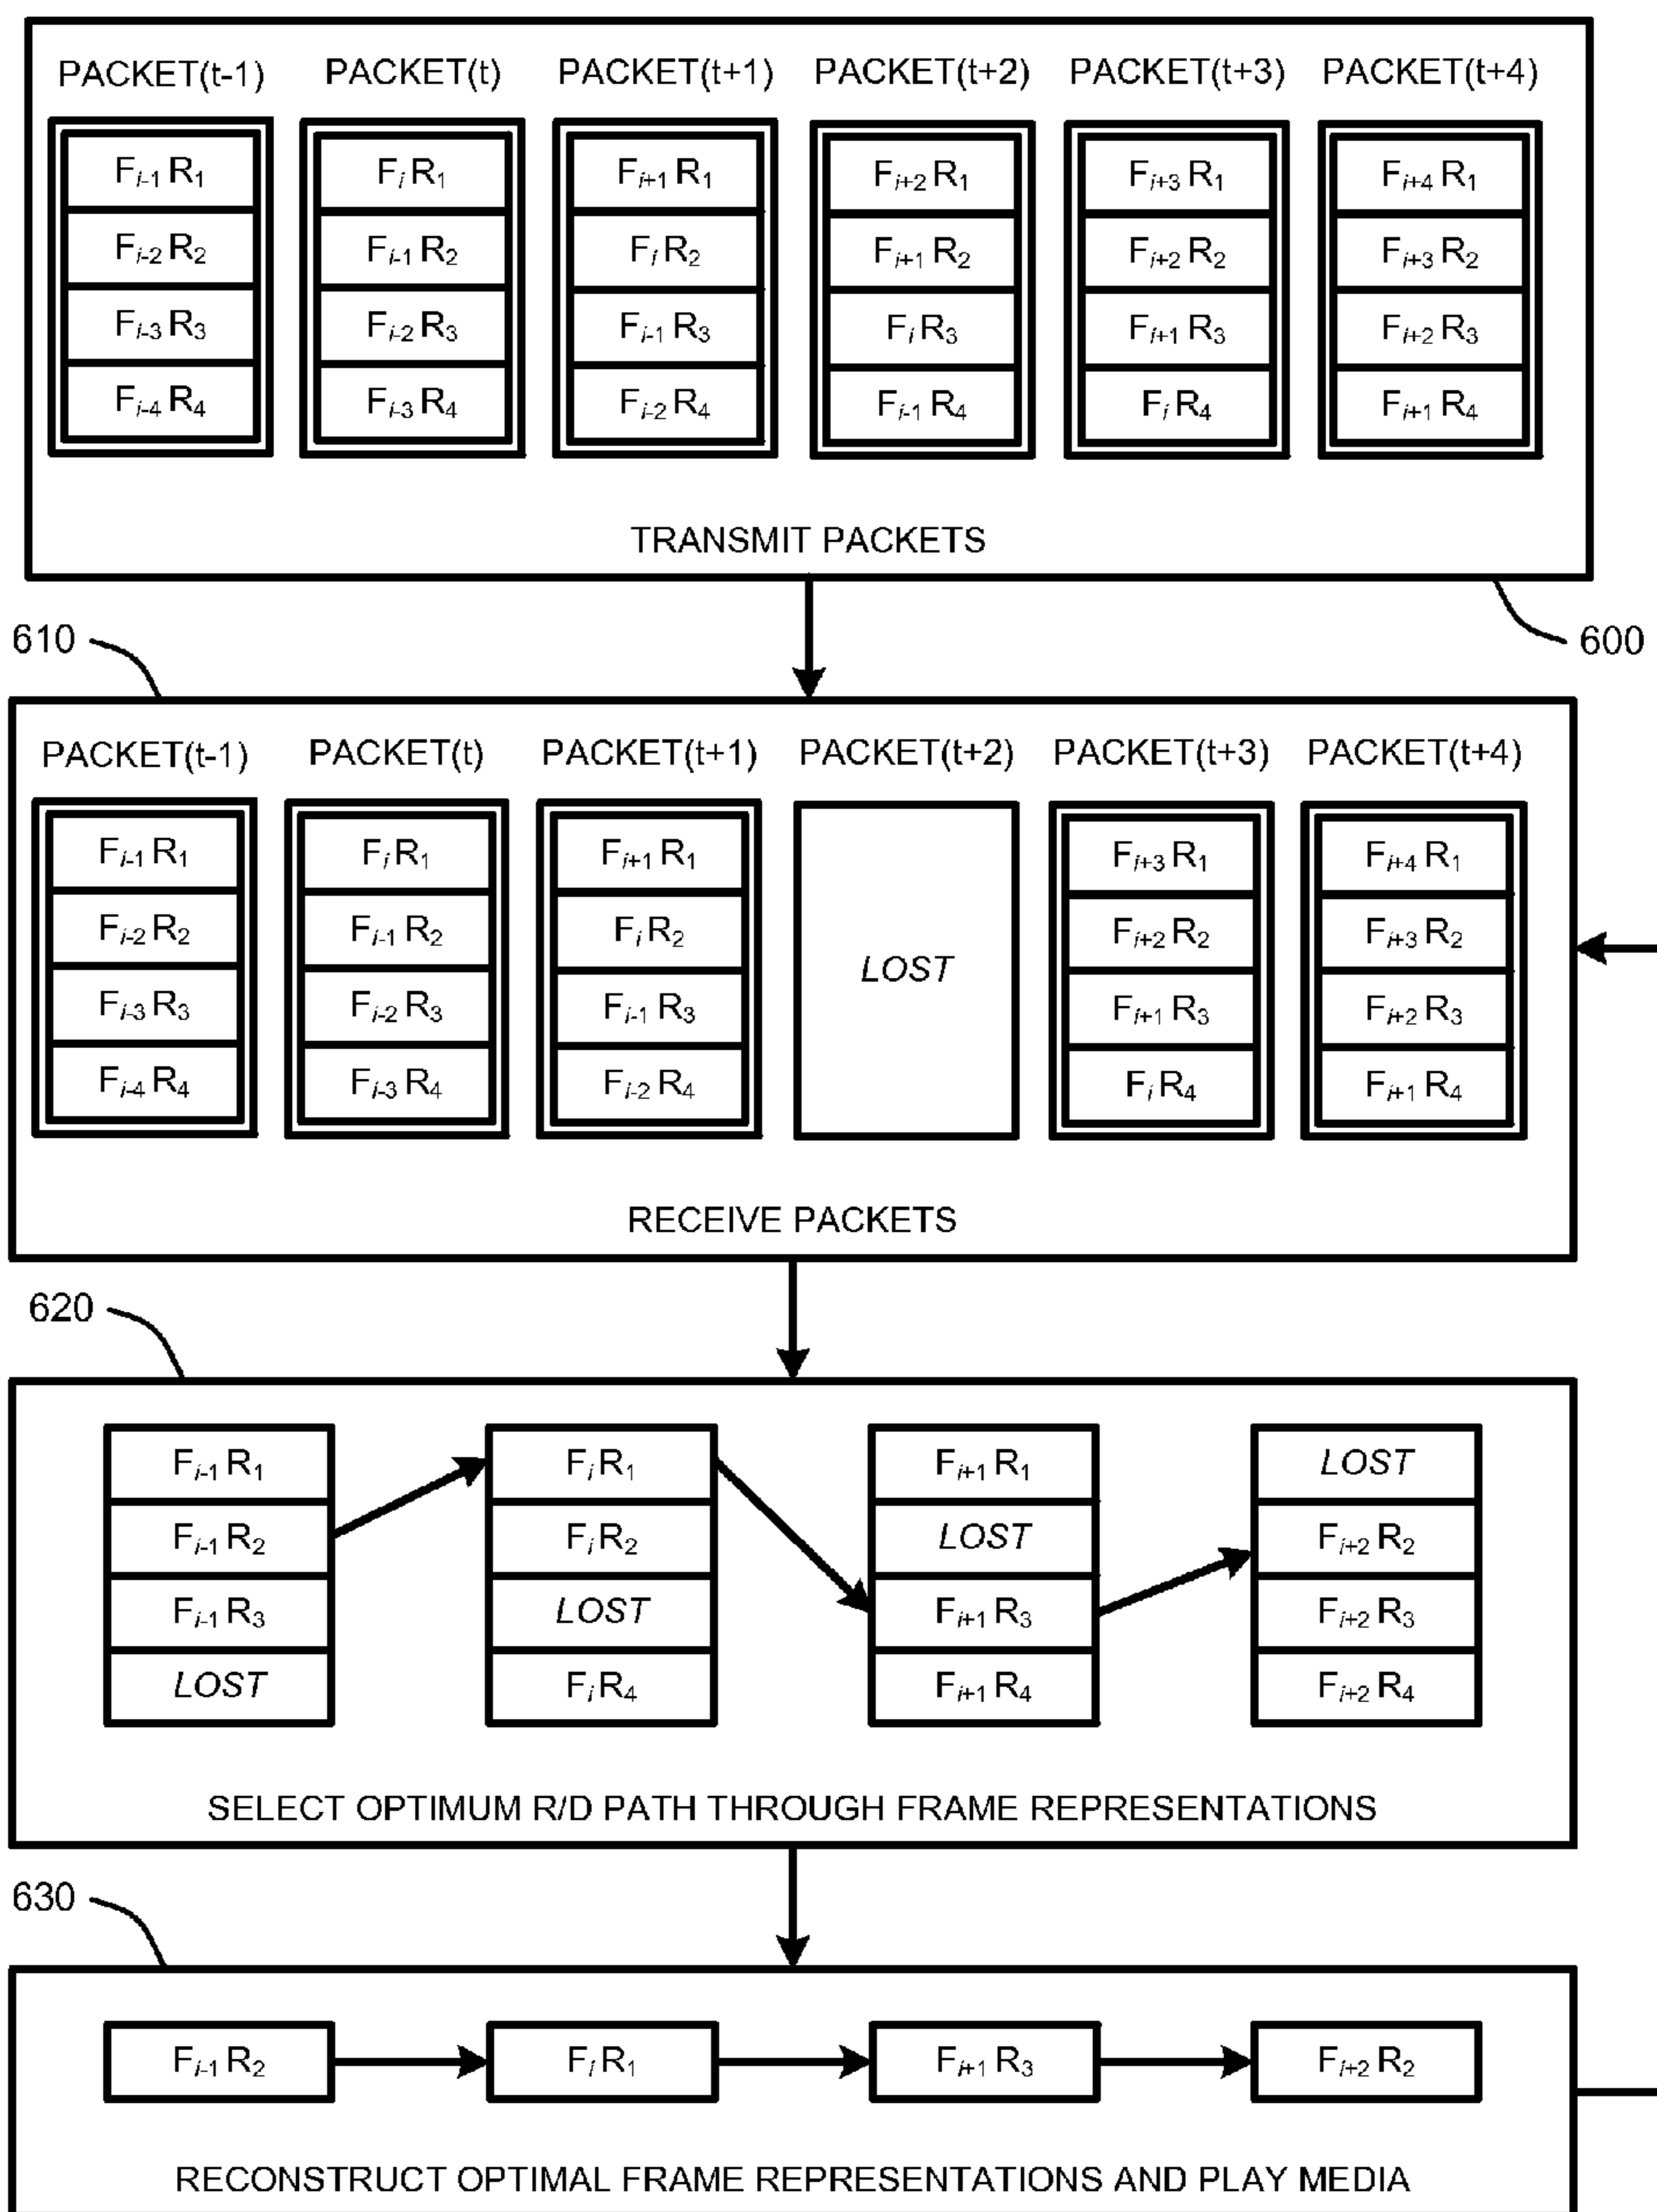 PACKET(t-1) PACKET(t) PACKET(t+1) PACKET(t+2) PACKET(t+3) PACKET(t+4)
Fi-1 R1 Fi R1 Fi+1 R1 Fi+2 R1 Fi+3 R1 Fi+4 R1
Fi-2 R2 Fi-1 R2 Fi R2 Fi+1 R2 Fi+2 R2 Fi+3 R2
Fi-3 R3 Fi-2 R3 Fi-1 R3 Fi R3 Fi+1 R3 Fi+2 R3
Fi-4 R4 Fi-3 R4 Fi-2 R4 Fi-1 R4 Fi R4 Fi+1 R4
TRANSMIT PACKETS
610 600
PACKET(t-1) PACKET(t) PACKET(t+1) PACKET(t+2) PACKET(t+3) PACKET(t+4)
Fi-1 R1 Fi R1 Fi+1 R1 Fi+3 R1 Fi+4 R1
Fi-2 R2 Fi-1 R2 Fi R2 Fi+2 R2 Fi+3 R2
LOST
Fi-3 R3 Fi-2 R3 Fi-1 R3 Fi+1 R3 Fi+2 R3
Fi-4 R4 Fi-3 R4 Fi-2 R4 Fi R4 Fi+1 R4
RECEIVE PACKETS
620
Fi-1 R1 Fi R1 Fi+1 R1 LOST
Fi-1 R2 Fi R2 LOST Fi+2 R2
Fi-1 R3 LOST Fi+1 R3 Fi+2 R3
LOST Fi R4 Fi+1 R4 Fi+2 R4
SELECT OPTIMUM R/D PATH THROUGH FRAME REPRESENTATIONS
630
Fi-1 R2 Fi R1 Fi+1 R3 Fi+2 R2
RECONSTRUCT OPTIMAL FRAME REPRESENTATIONS AND PLAY MEDIA